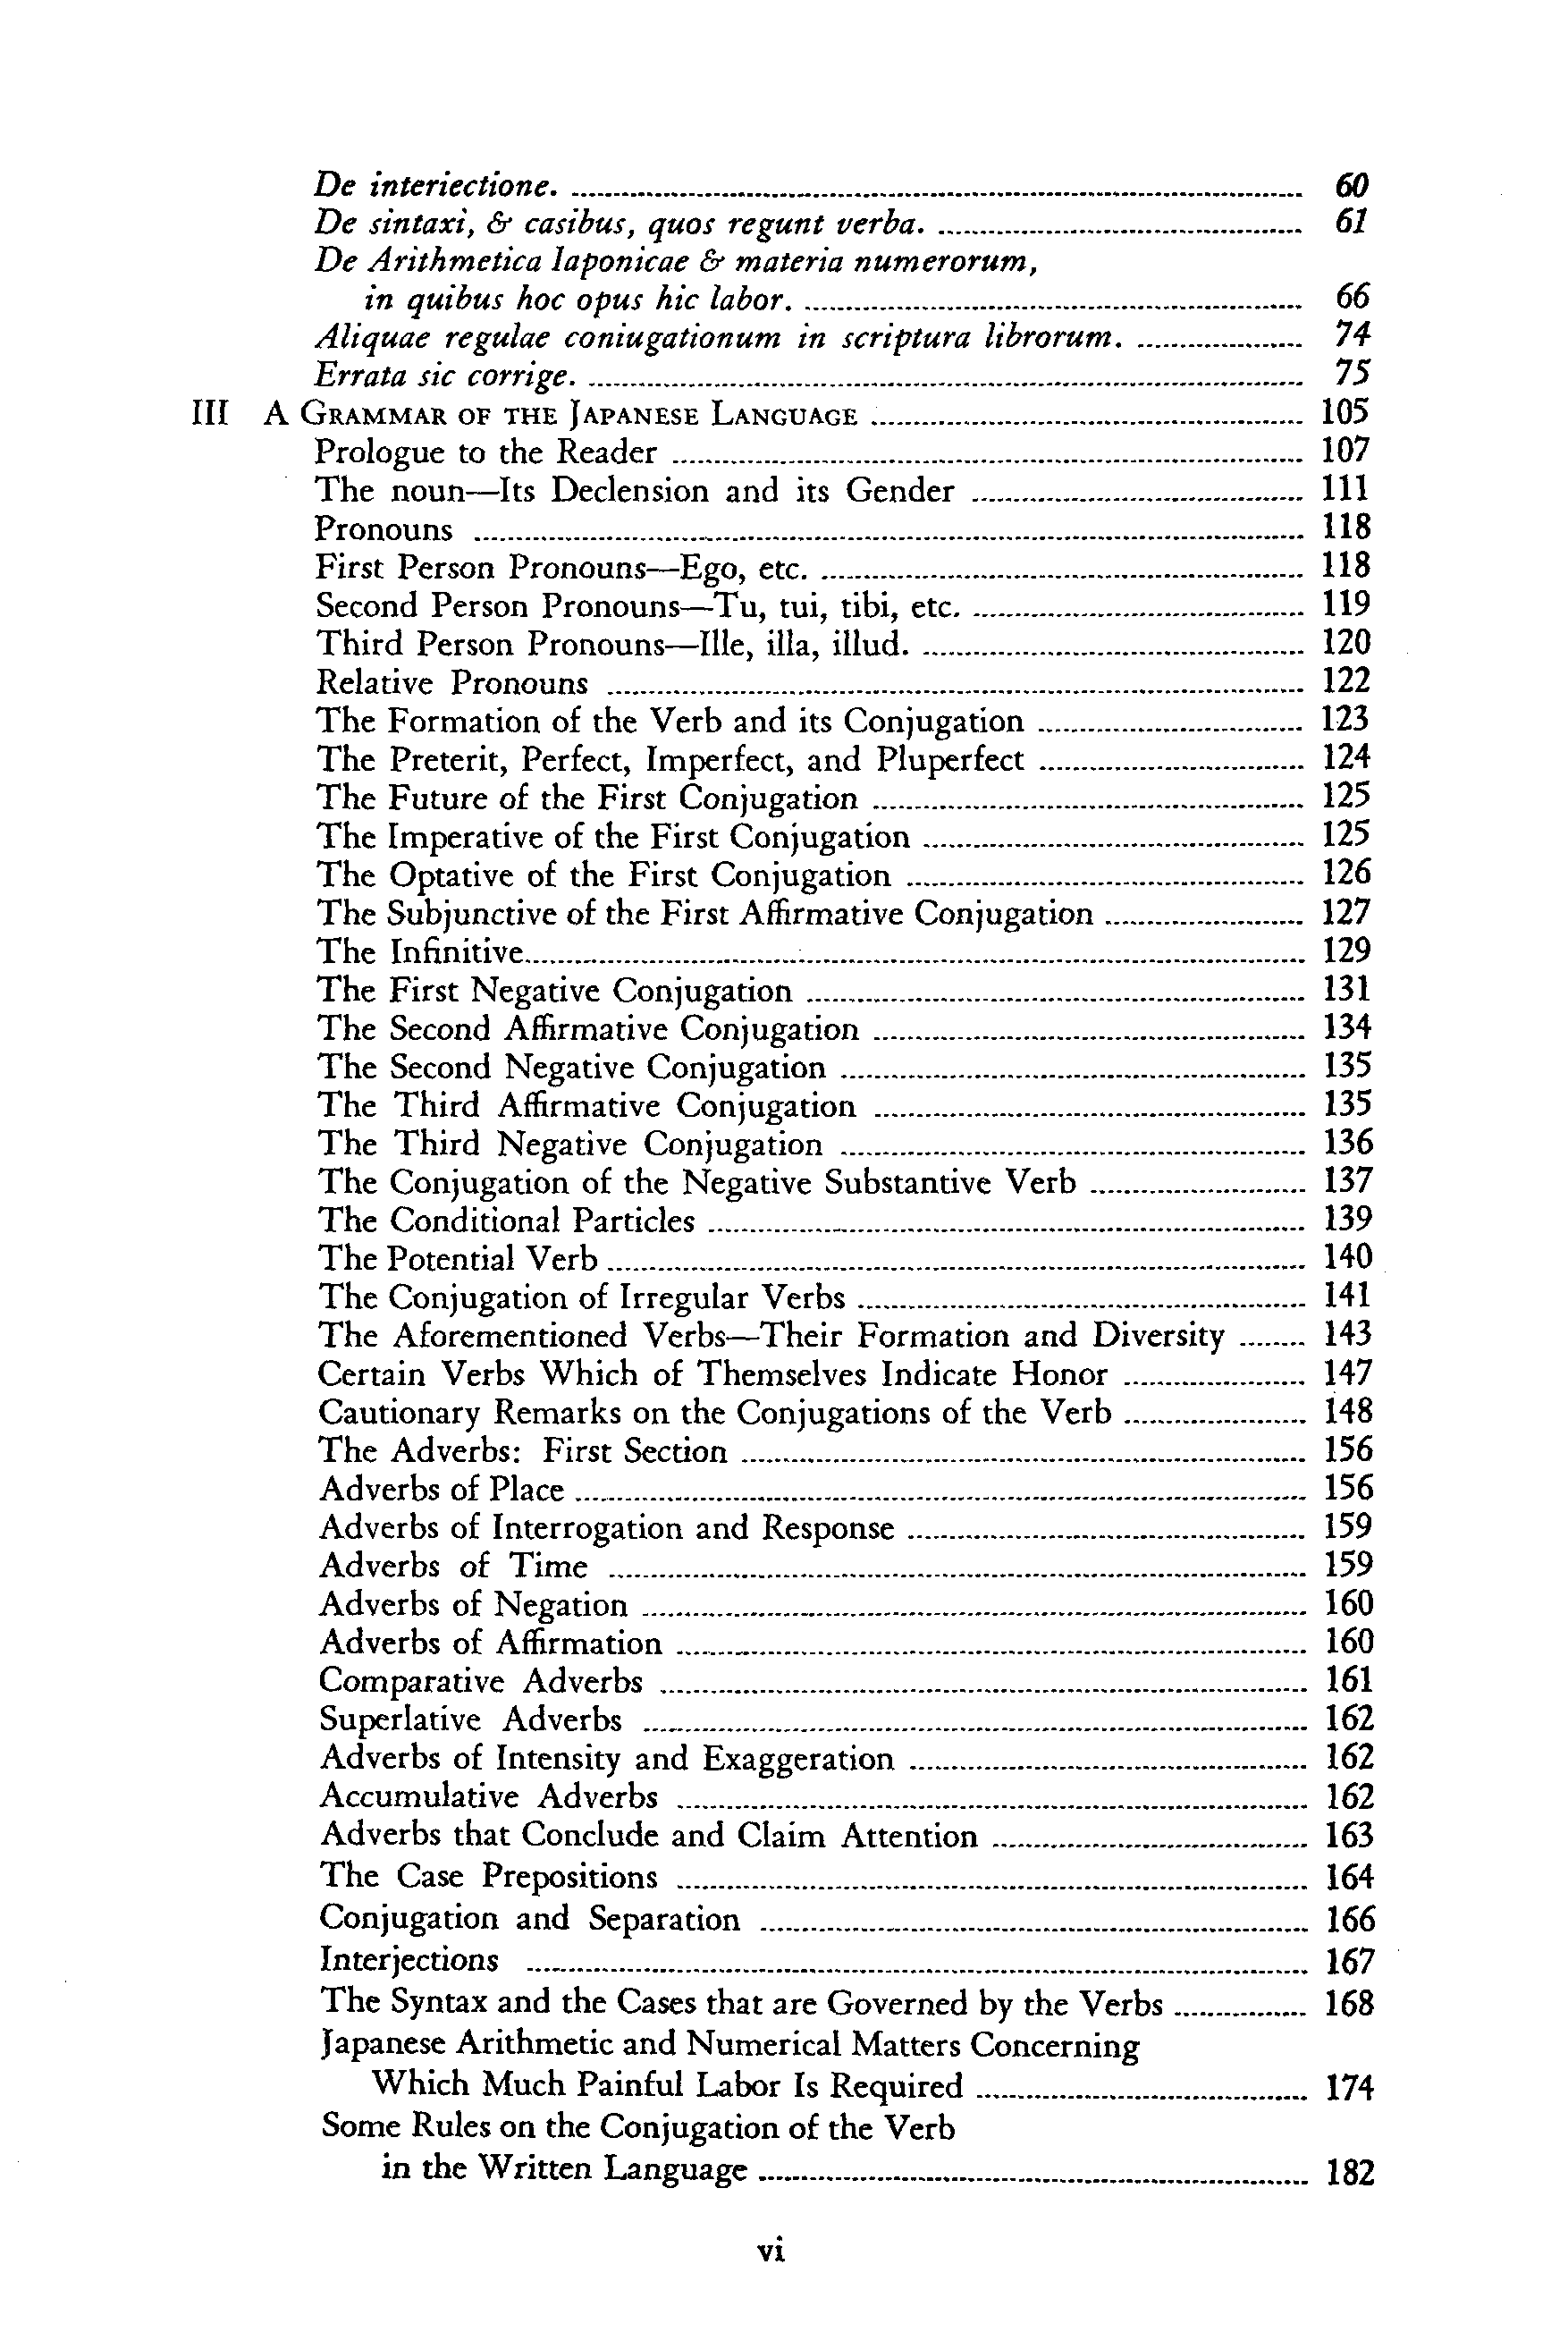 De interiectione. 60
De sintaxi, & casibus, quos regunt verba. 61
De Arithmetica Iaponicae & materia numerorum,
in quibus hoc opus hic labor. 66
Aliquae regulae coniugationum in scriptura librorum. 74
Errata sic corrige. 75
III A Grammar of the Japanese Language 105
Prologue to the Reader 107
The noun—Its Declension and its Gender 111
Pronouns 118
First Person Pronouns—Ego, etc. 118
Second Person Pronouns—Tu, tui, tibi, etc. 119
Third Person Pronouns—Ille, illa, illud. 120
Relative Pronouns 122
The Formation of the Verb and its Conjugation 123
The Preterit, Perfect, Imperfect, and Pluperfect 124
The Future of the First Conjugation 125
The Imperative of the First Conjugation 125
The Optative of the First Conjugation 126
The Subjunctive of the First Affirmative Conjugation 127
The Infinitive 129
The First Negative Conjugation 131
The Second Affirmative Conjugation 134
The Second Negative Conjugation 135
The Third Affirmative Conjugation 135
The Third Negative Conjugation 136
The Conjugation of the Negative Substantive Verb 137
The Conditional Particles 139
The Potential Verb 140
The Conjugation of Irregular Verbs 141
The Aforementioned Verbs—Their Formation and Diversity 143
Certain Verbs Which of Themselves Indicate Honor 147
Cautionary Remarks on the Conjugations of the Verb 148
The Adverbs: First Section 156
Adverbs of Place 156
Adverbs of Interrogation and Response 159
Adverbs of Time 159
Adverbs of Negation 160
Adverbs of Affirmation 160
Comparative Adverbs 161
Superlative Adverbs 162
Adverbs of Intensity and Exaggeration 162
Accumulative Adverbs 162
Adverbs that Conclude and Claim Attention 163
The Case Prepositions 164
Conjugation and Separation 166
Interjections 167
The Syntax and the Cases that are Governed by the Verbs 168
Japanese Arithmetic and Numerical Matters Concerning
Which Much Painful Labor Is Required 174
Some Rules on the Conjugation of the Verb
in the Written Language 182
vi